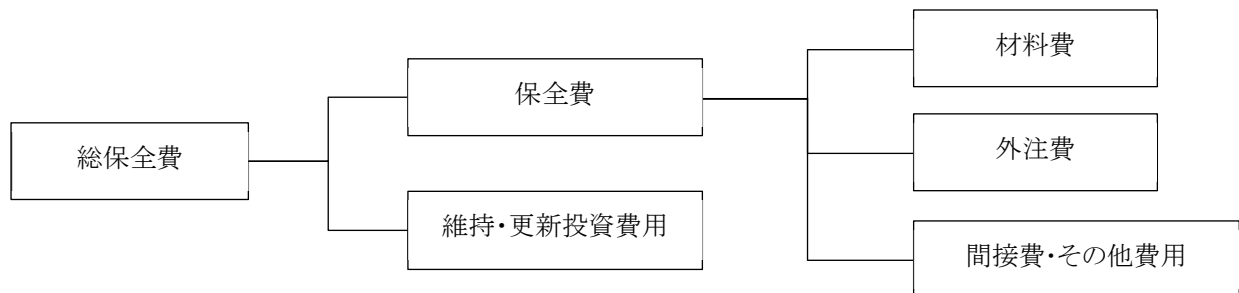 総保全費
保全費
維持・更新投資費用
材料費
外注費
間接費・その他費用